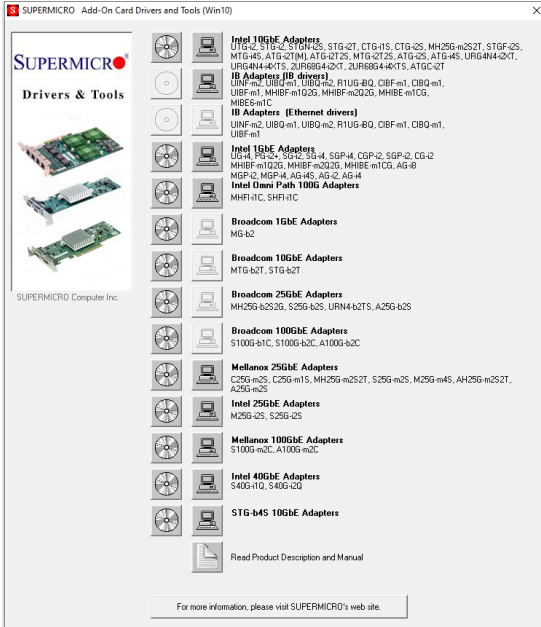 SUPERMICRO Add-On Card Drivers and Tools (Win10)
SUPERMICRO
Drivers & Tools
SUPERMICRO Computer Inc.
Intel 10GbE Adapters
UTG-i2, STG-i2, STGN-i2S, STG-i2T, CTG-i1S, CTG-i2S, MH25G-m2S2T, STGF-i2S,
MTG-i4S, ATG-i2T(M), ATG-i2T2S, MTG-i2T2S, ATG-i2S, ATG-i4S, URG4N4-i2XT,
URG4N4-i4XTS, 2UR68G4-i2XT, 2UR68G4-i4XTS, ATGC-i2T
IB Adapters (IB drivers)
UINF-m2, UIBQ-m1, UIBQ-m2, R1UG-iBQ, CIBF-m1, CIBQ-m1,
UIBF-m1, MHIBF-m1Q2G, MHIBF-m2Q2G, MHIBE-m1CG,
MIBE6-m1C
IB Adapters (Ethernet drivers)
UINF-m2, UIBQ-m1, UIBQ-m2, R1UG-iBQ, CIBF-m1, CIBQ-m1,
UIBF-m1
Intel 1GbE Adapters
UG-i4, PG-i2+, SG-i2, SG-i4, SGP-i4, CGP-i2, SGP-i2, CG-i2
MHIBF-m1Q2G, MHIBF-m2Q2G, MHIBE-m1CG, AG-i8
MGP-i2, MGP-i4, AG-i4S, AG-i2, AG-i4
Intel Omni Path 100G Adapters
MHFI-i1C, SHFI-i1C
Broadcom 1GbE Adapters
MG-b2
Broadcom 10GbE Adapters
MTG-b2T, STG-b2T
Broadcom 25GbE Adapters
MH25G-b2S2G, S25G-b2S, URN4-b2TS, A25G-b2S
Broadcom 100GbE Adapters
S100G-b1C, S100G-b2C, A100G-b2C
Mellanox 25GbE Adapters
C25G-m2S, C25G-m1S, MH25G-m2S2T, S25G-m2S, M25G-m4S, AH25G-m2S2T,
A25G-m2S
Intel 25GbE Adapters
M25G-i2S, S25G-i2S
Mellanox 100GbE Adapters
S100G-m2C, A100G-m2C
Intel 40GbE Adapters
S40G-i1Q, S40G-i2Q
STG-b4S 10GbE Adapters
Read Product Description and Manual
For more information, please visit SUPERMICRO's web site.